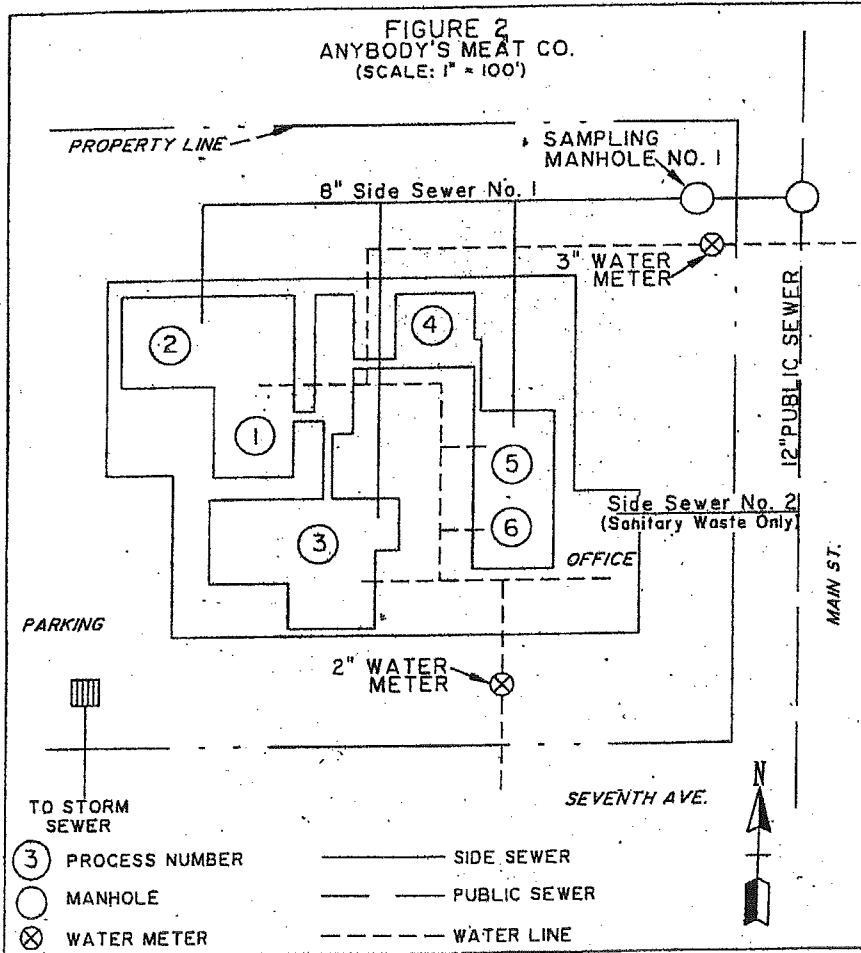 FIGURE 2
ANYBODY'S MEAT CO.
(SCALE: 1" = 100')
PROPERTY LINE
SAMPLING
MANHOLE NO. 1
8" Side Sewer No. 1
3" WATER
METER
2
4
1
5
12" PUBLIC SEWER
Side Sewer No. 2
(Sanitary Waste Only)
3
6
OFFICE
MAIN ST.
PARKING
2" WATER
METER
SEVENTH AVE.
N
TO STORM
SEWER
3 PROCESS NUMBER
SIDE SEWER
MANHOLE
PUBLIC SEWER
WATER METER
WATER LINE